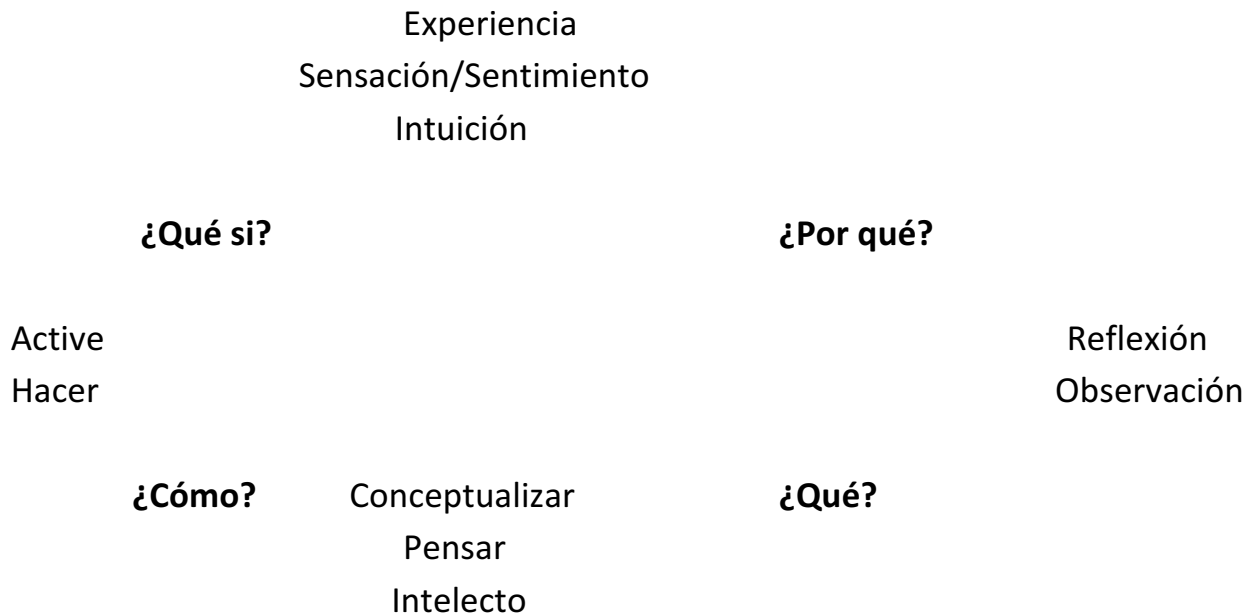 Experiencia
Sensación/Sentimiento
Intuición
¿Qué si? ¿Por qué?
Active Reflexión
Hacer Observación
¿Cómo? Conceptualizar ¿Qué?
Pensar
Intelecto